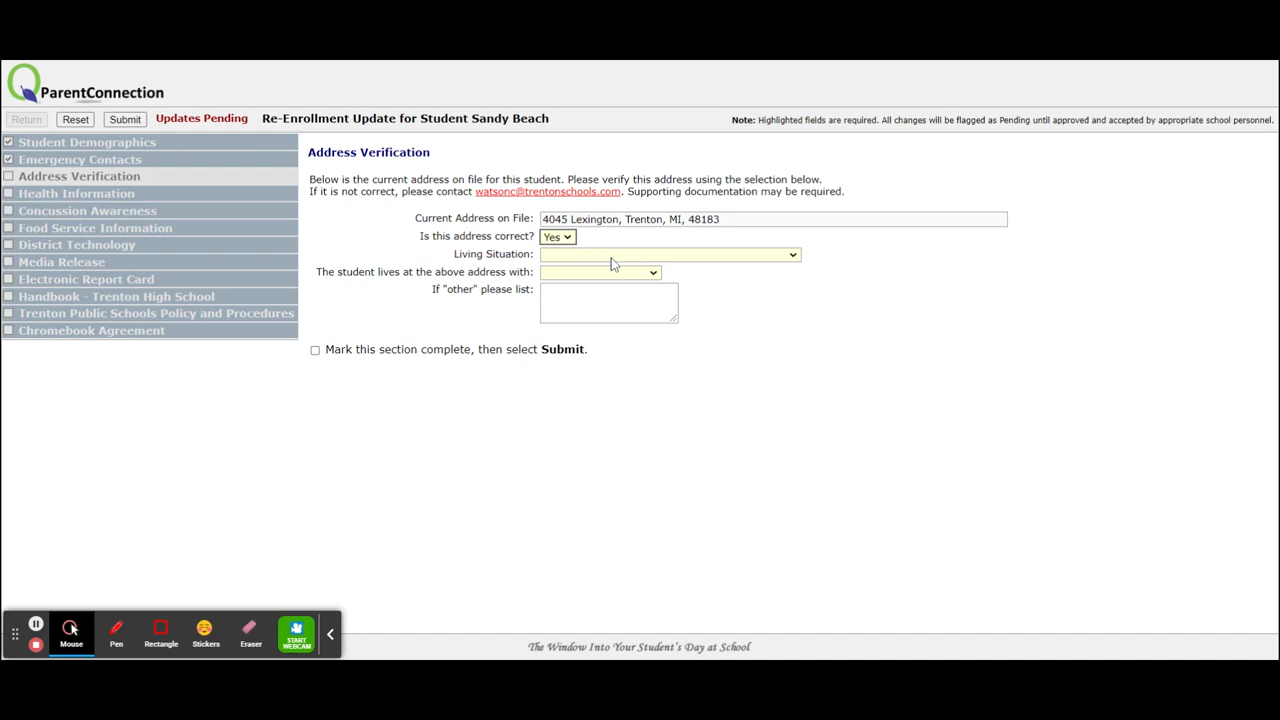 Q ParentConnection
Return Reset Submit Updates Pending Re-Enrollment Update for Student Sandy Beach Note: Highlighted fields are required. All changes will be flagged as Pending until approved and accepted by appropriate school personnel.
Student Demographics
Emergency Contacts
Address Verification
Health Information
Concussion Awareness
Food Service Information
District Technology
Media Release
Electronic Report Card
Handbook - Trenton High School
Trenton Public Schools Policy and Procedures
Chromebook Agreement
Address Verification
Below is the current address on file for this student. Please verify this address using the selection below.
If it is not correct, please contact watsonc@trentonschools.com. Supporting documentation may be required.
Current Address on File: 4045 Lexington, Trenton, MI, 48183
Is this address correct? Yes
Living Situation:
The student lives at the above address with:
If "other" please list:
Mark this section complete, then select Submit.
Mouse Pen Rectangle Stickers Eraser START WEBCAM
The Window Into Your Student's Day at School